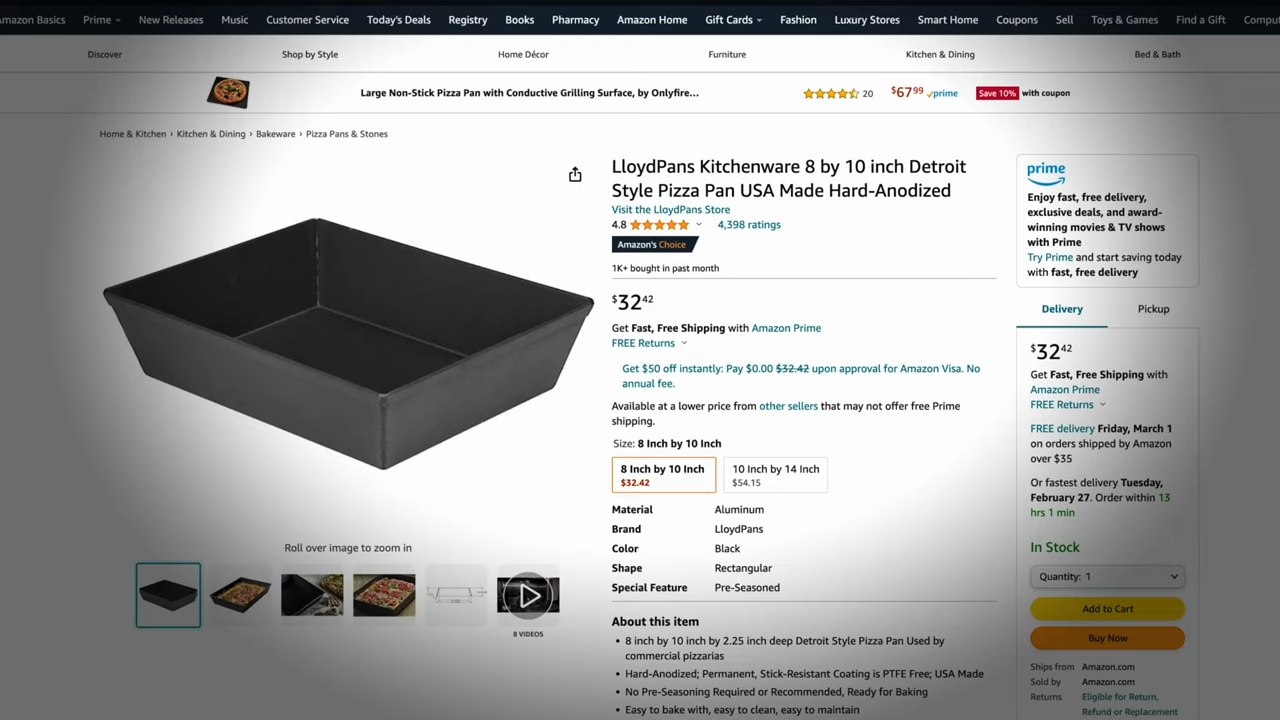 Amazon Basics Prime New Releases Music Customer Service Today's Deals Registry Books Pharmacy Amazon Home Gift Cards Fashion Luxury Stores Smart Home Coupons Sell Toys & Games Find a Gift
Discover Shop by Style Home Décor Furniture Kitchen & Dining Bed & Bath
Large Non-Stick Pizza Pan with Conductive Grilling Surface, by Onlyfire... 20 $67.99 prime Save 10% with coupon
Home & Kitchen › Kitchen & Dining › Bakeware › Pizza Pans & Stones
LloydPans Kitchenware 8 by 10 inch Detroit
Style Pizza Pan USA Made Hard-Anodized
Visit the LloydPans Store
4.8 4,398 ratings
Amazon's Choice
1K+ bought in past month
$32.42
Get Fast, Free Shipping with Amazon Prime
FREE Returns
Get $50 off instantly: Pay $0.00 $32.42 upon approval for Amazon Visa. No
annual fee.
Available at a lower price from other sellers that may not offer free Prime
shipping.
Size: 8 Inch by 10 Inch
8 Inch by 10 Inch
$32.42
10 Inch by 14 Inch
$54.15
Material Aluminum
Brand LloydPans
Color Black
Shape Rectangular
Special Feature Pre-Seasoned
About this item
• 8 inch by 10 inch by 2.25 inch deep Detroit Style Pizza Pan Used by
commercial pizzarias
• Hard-Anodized; Permanent, Stick-Resistant Coating is PTFE Free; USA Made
• No Pre-Seasoning Required or Recommended, Ready for Baking
• Easy to bake with, easy to clean, easy to maintain
Roll over image to zoom in
8 VIDEOS
prime
Enjoy fast, free delivery,
exclusive deals, and award-
winning movies & TV shows
with Prime
Try Prime and start saving today
with fast, free delivery
Delivery Pickup
$32.42
Get Fast, Free Shipping with
Amazon Prime
FREE Returns
FREE delivery Friday, March 1
on orders shipped by Amazon
over $35
Or fastest delivery Tuesday,
February 27. Order within 13
hrs 1 min
In Stock
Quantity: 1
Add to Cart
Buy Now
Ships from Amazon.com
Sold by Amazon.com
Returns Eligible for Return,
Refund or Replacement